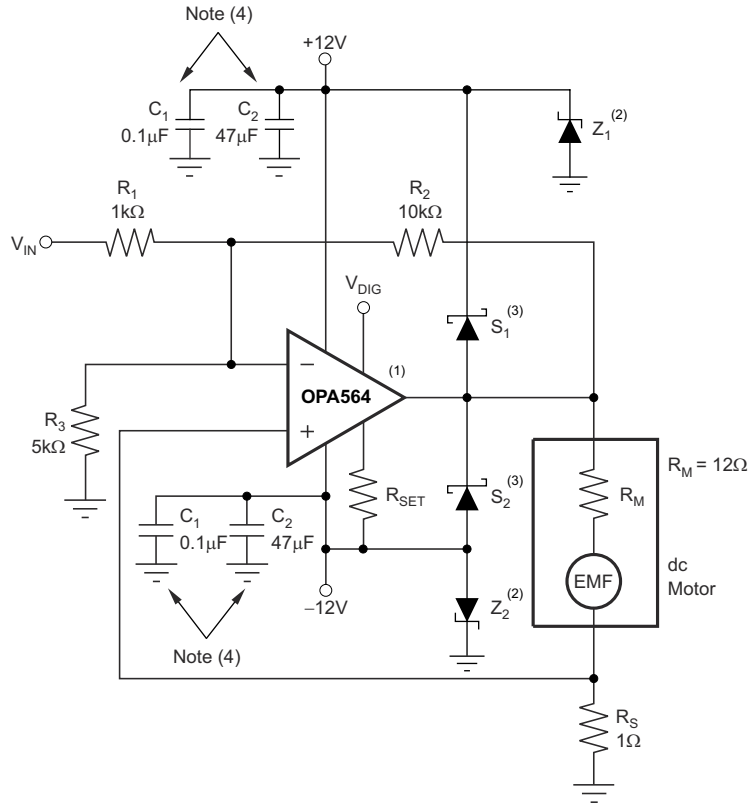 Note (4)
+12V
C1
0.1µF
C2
47µF
Z1(2)
R1
1kΩ
R2
10kΩ
VIN
VDIG
S1(3)
−
(1)
OPA564
+
R3
5kΩ
RM = 12Ω
RM
RSET
S2(3)
C1
0.1µF
C2
47µF
EMF
dc
Motor
−12V
Z2(2)
Note (4)
RS
1Ω